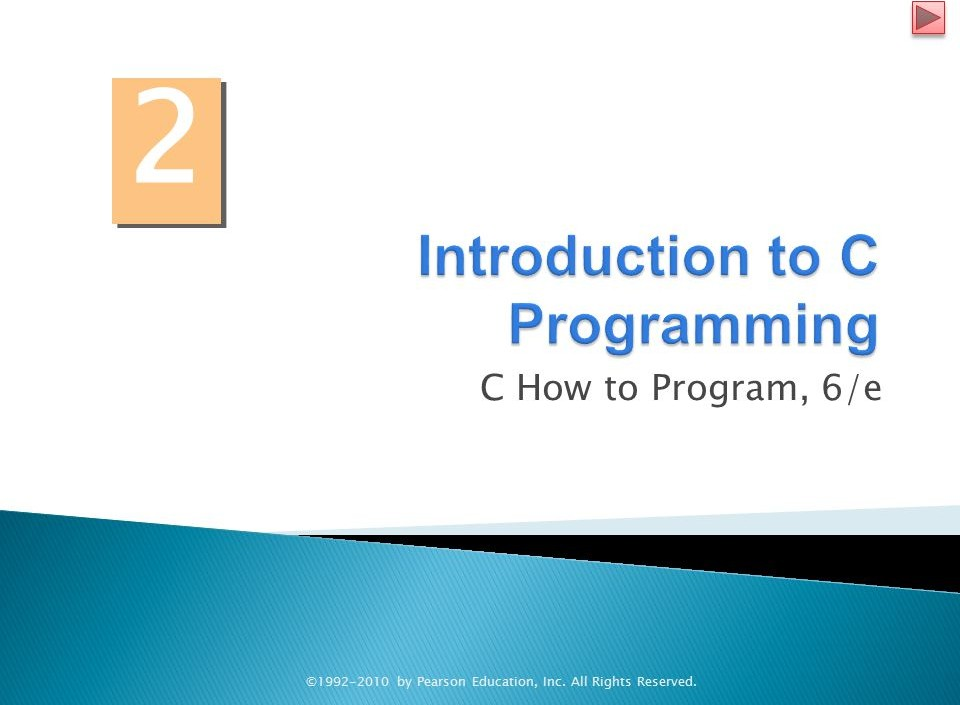 2
Introduction to C
Programming
C How to Program, 6/e
©1992-2010 by Pearson Education, Inc. All Rights Reserved.